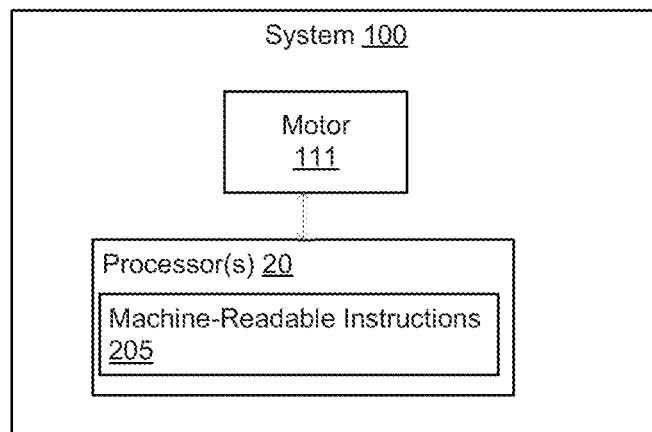 System 100
Motor
111
Processor(s) 20
Machine-Readable Instructions
205